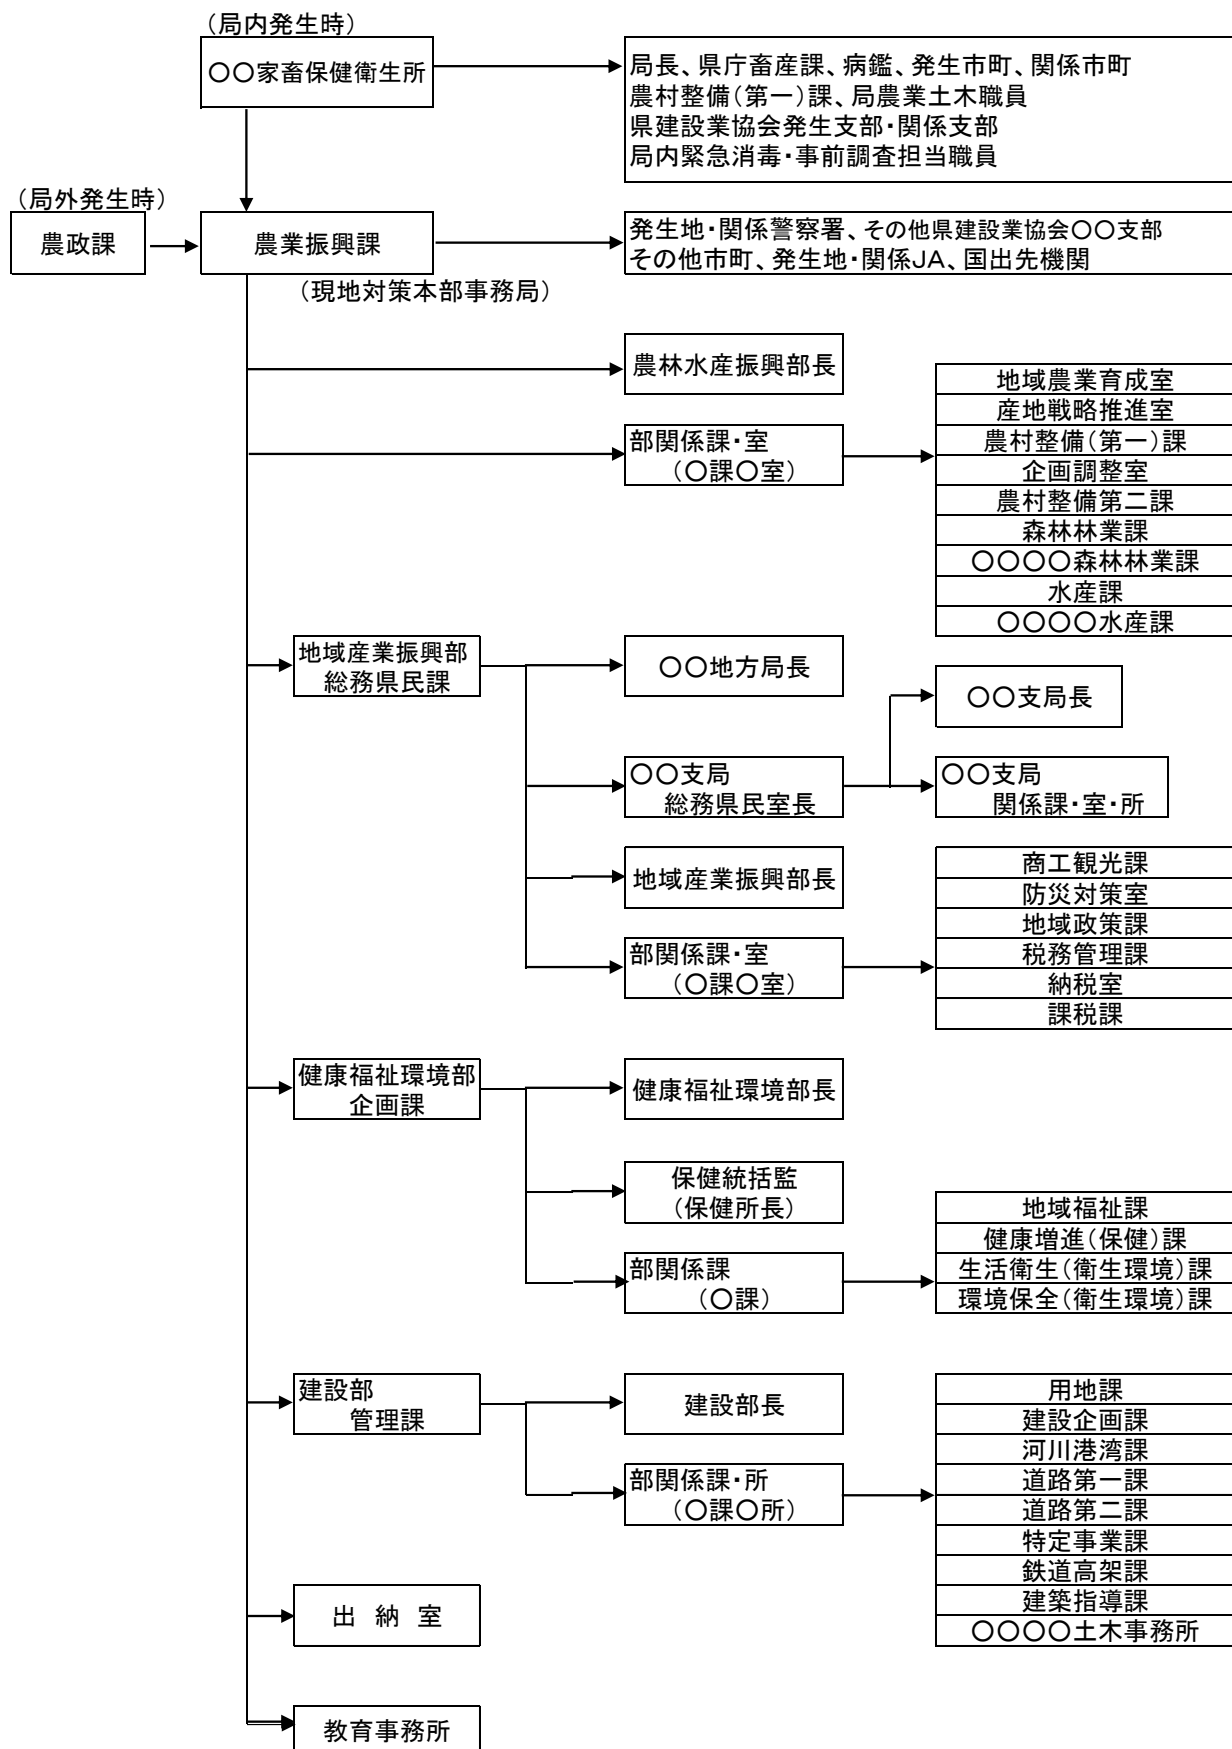 （局内発生時）
〇〇家畜保健衛生所
局長、県庁畜産課、病鑑、発生市町、関係市町
農村整備（第一）課、局農業土木職員
県建設業協会発生支部・関係支部
局内緊急消毒・事前調査担当職員
（局外発生時）
農政課
農業振興課
発生地・関係警察署、その他県建設業協会〇〇支部
その他市町、発生地・関係JA、国出先機関
（現地対策本部事務局）
農林水産振興部長
部関係課・室
（〇課〇室）
地域農業育成室
産地戦略推進室
農村整備（第一）課
企画調整室
農村整備第二課
森林林業課
〇〇〇〇森林林業課
水産課
〇〇〇〇水産課
地域産業振興部
総務県民課
〇〇地方局長
〇〇支局長
〇〇支局
総務県民室長
〇〇支局
関係課・室・所
地域産業振興部長
部関係課・室
（〇課〇室）
商工観光課
防災対策室
地域政策課
税務管理課
納税室
課税課
健康福祉環境部
企画課
健康福祉環境部長
保健統括監
（保健所長）
部関係課
（〇課）
地域福祉課
健康増進（保健）課
生活衛生（衛生環境）課
環境保全（衛生環境）課
建設部
管理課
建設部長
部関係課・所
（〇課〇所）
用地課
建設企画課
河川港湾課
道路第一課
道路第二課
特定事業課
鉄道高架課
建築指導課
〇〇〇〇土木事務所
出 納 室
教育事務所